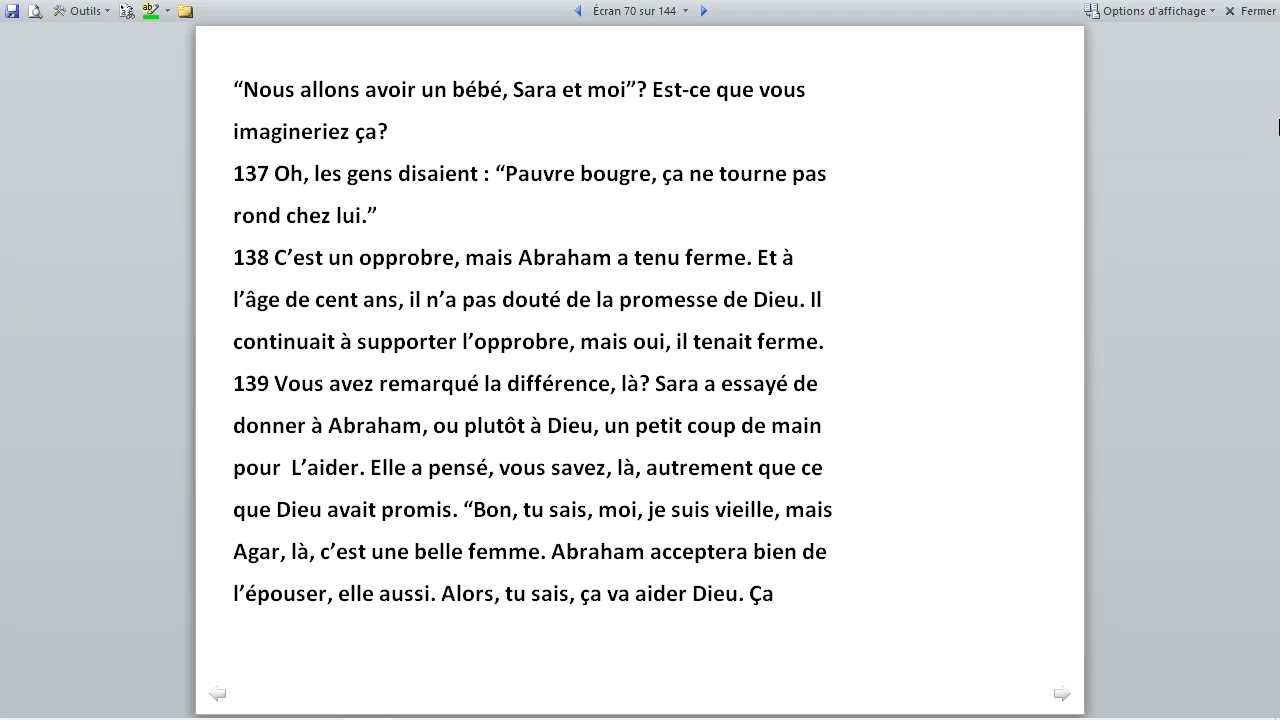 Outils
Écran 70 sur 144
Options d'affichage
Fermer
“Nous allons avoir un bébé, Sara et moi”? Est-ce que vous
imagineriez ça?
137 Oh, les gens disaient : “Pauvre bougre, ça ne tourne pas
rond chez lui.”
138 C’est un opprobre, mais Abraham a tenu ferme. Et à
l’âge de cent ans, il n’a pas douté de la promesse de Dieu. Il
continuait à supporter l’opprobre, mais oui, il tenait ferme.
139 Vous avez remarqué la différence, là? Sara a essayé de
donner à Abraham, ou plutôt à Dieu, un petit coup de main
pour  L’aider. Elle a pensé, vous savez, là, autrement que ce
que Dieu avait promis. “Bon, tu sais, moi, je suis vieille, mais
Agar, là, c’est une belle femme. Abraham acceptera bien de
l’épouser, elle aussi. Alors, tu sais, ça va aider Dieu. Ça